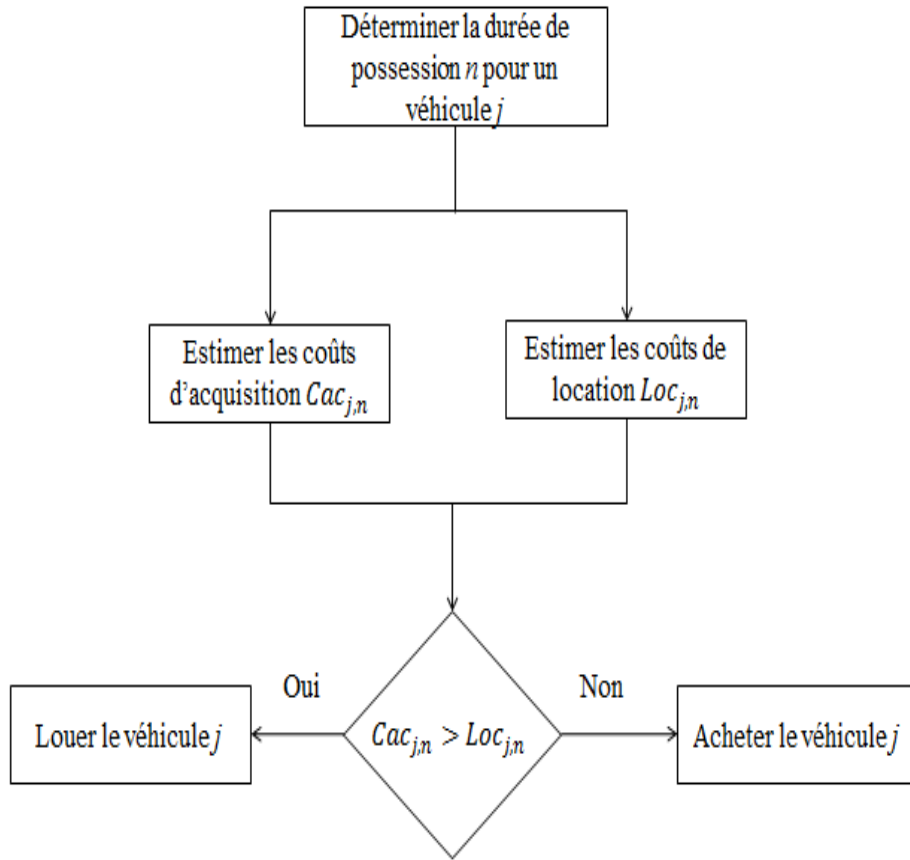 Déterminer la durée de
possession n pour un
véhicule j
Estimer les coûts
d'acquisition Cac_{j,n}
Estimer les coûts de
location Loc_{j,n}
Oui
Non
Louer le véhicule j
Cac_{j,n} > Loc_{j,n}
Acheter le véhicule j